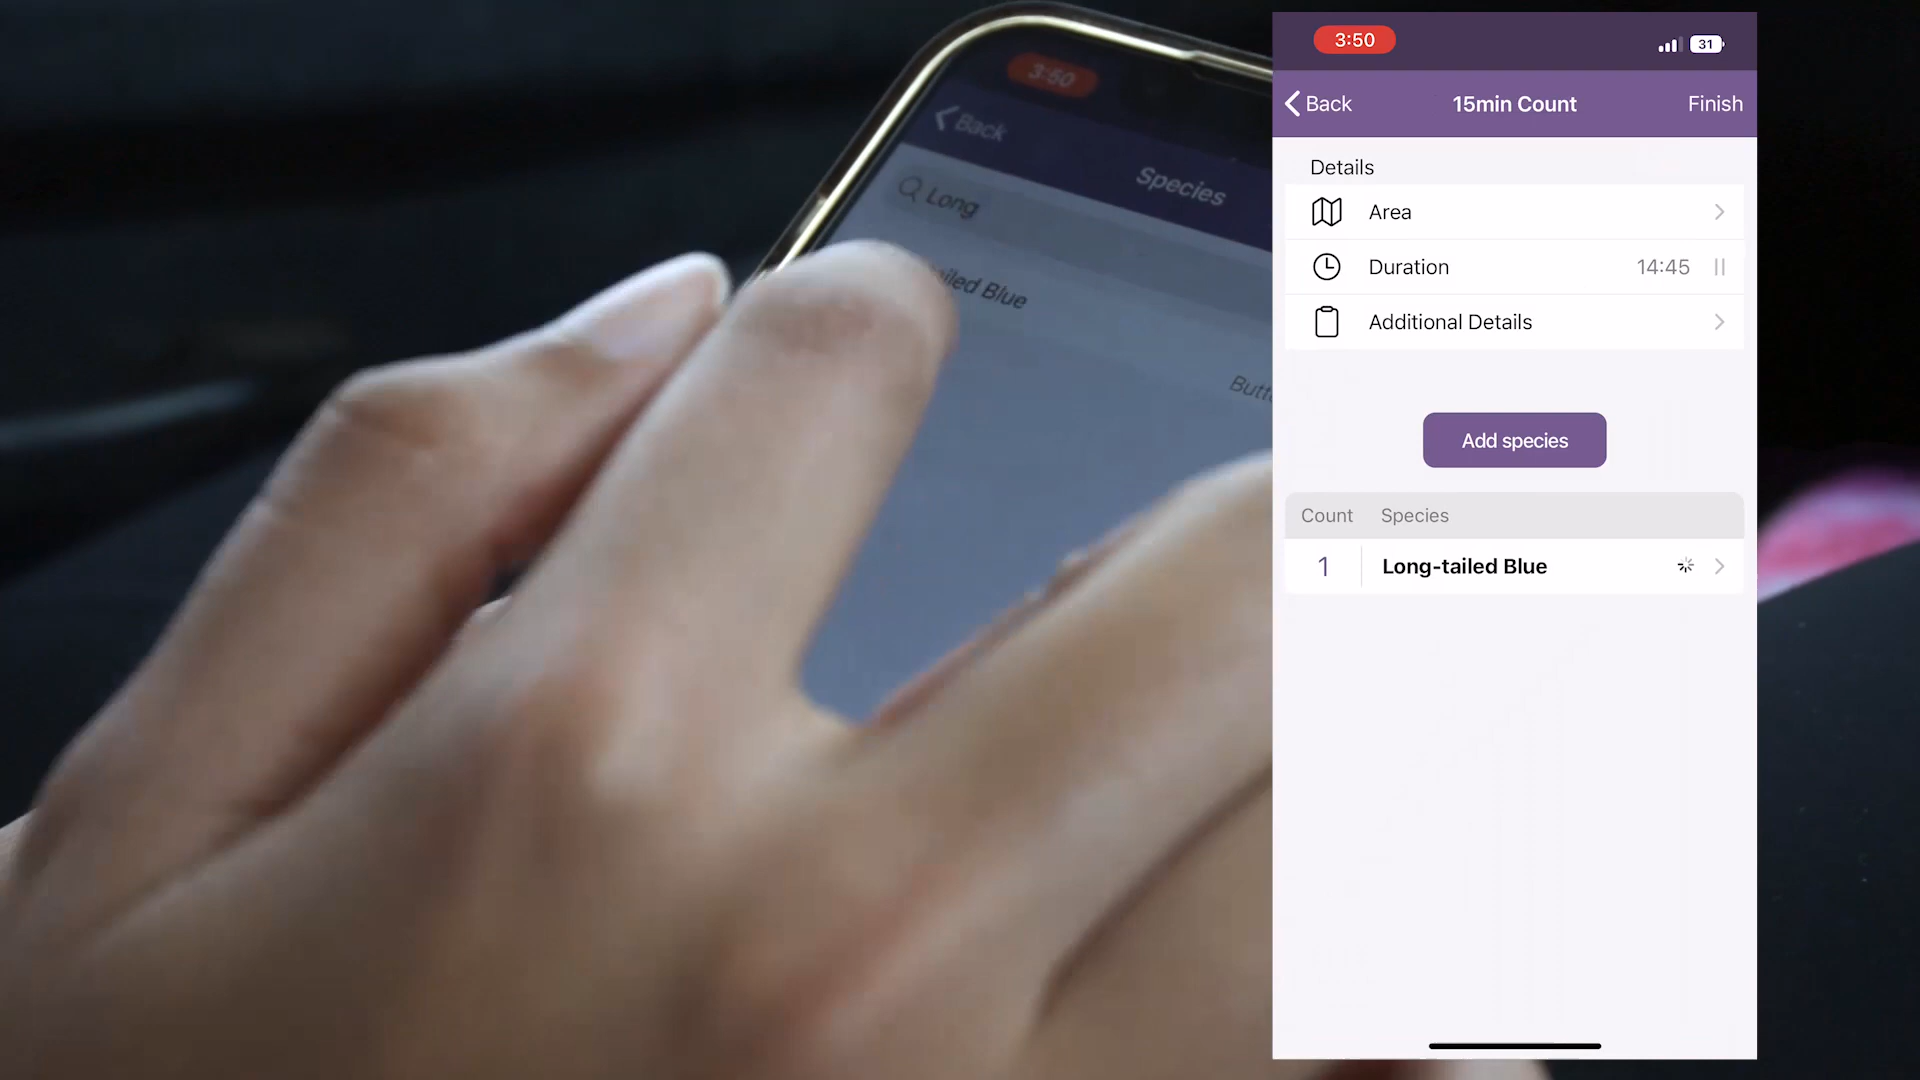 3:50
Back
Species
Long
tailed Blue
3:50
31
Back
15min Count
Finish
Details
Area
Duration
14:45
Additional Details
Add species
Count
Species
1
Long-tailed Blue